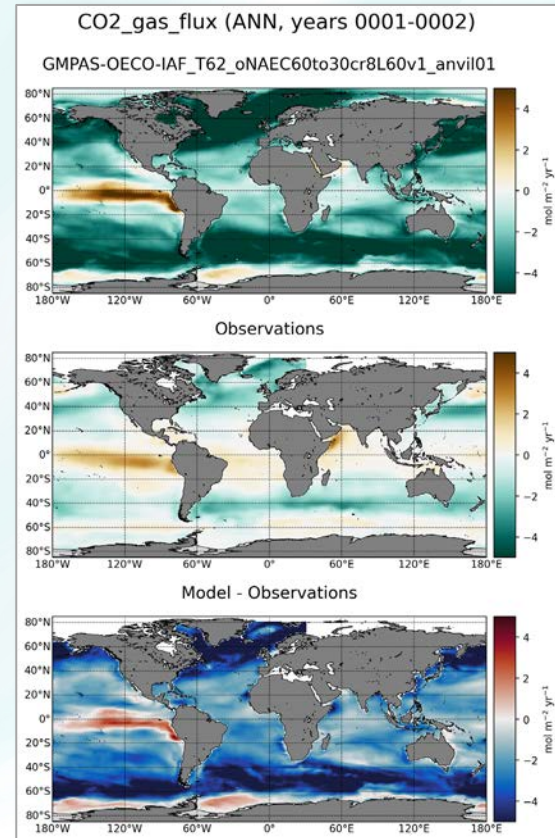 CO2_gas_flux (ANN, years 0001-0002)
GMPAS-OECO-IAF_T62_oNAEC60to30cr8L60v1_anvil01
80°N
60°N
40°N
20°N
0°
20°S
40°S
60°S
80°S
180°W 120°W 60°W 0° 60°E 120°E 180°E
4
2
0
−2
−4
mol m⁻² yr⁻¹
Observations
80°N
60°N
40°N
20°N
0°
20°S
40°S
60°S
80°S
180°W 120°W 60°W 0° 60°E 120°E 180°E
4
2
0
−2
−4
mol m⁻² yr⁻¹
Model - Observations
80°N
60°N
40°N
20°N
0°
20°S
40°S
60°S
80°S
180°W 120°W 60°W 0° 60°E 120°E 180°E
4
2
0
−2
−4
mol m⁻² yr⁻¹